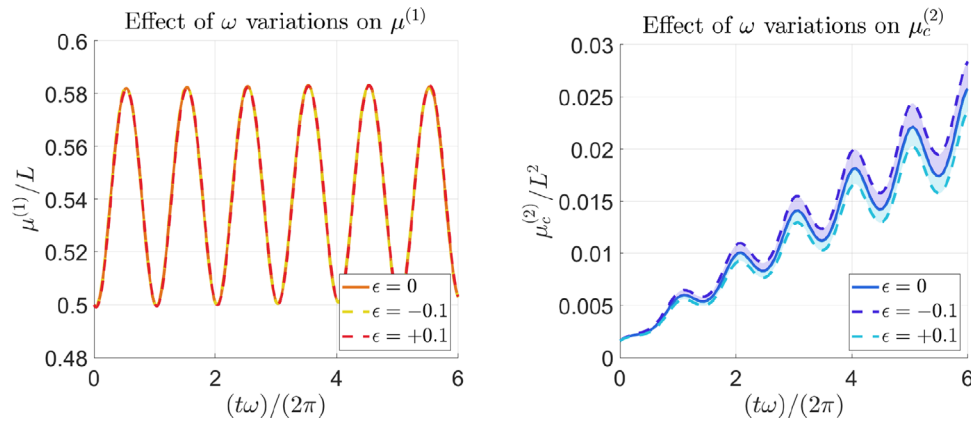 Effect of ω variations on μ^(1)
0.6
0.58
0.56
0.54
0.52
0.5
0.48
μ^(1)/L
0 2 4 6
(tω)/(2π)
ϵ = 0
ϵ = −0.1
ϵ = +0.1
Effect of ω variations on μ_c^(2)
0.03
0.025
0.02
0.015
0.01
0.005
0
μ_c^(2)/L^2
0 2 4 6
(tω)/(2π)
ϵ = 0
ϵ = −0.1
ϵ = +0.1